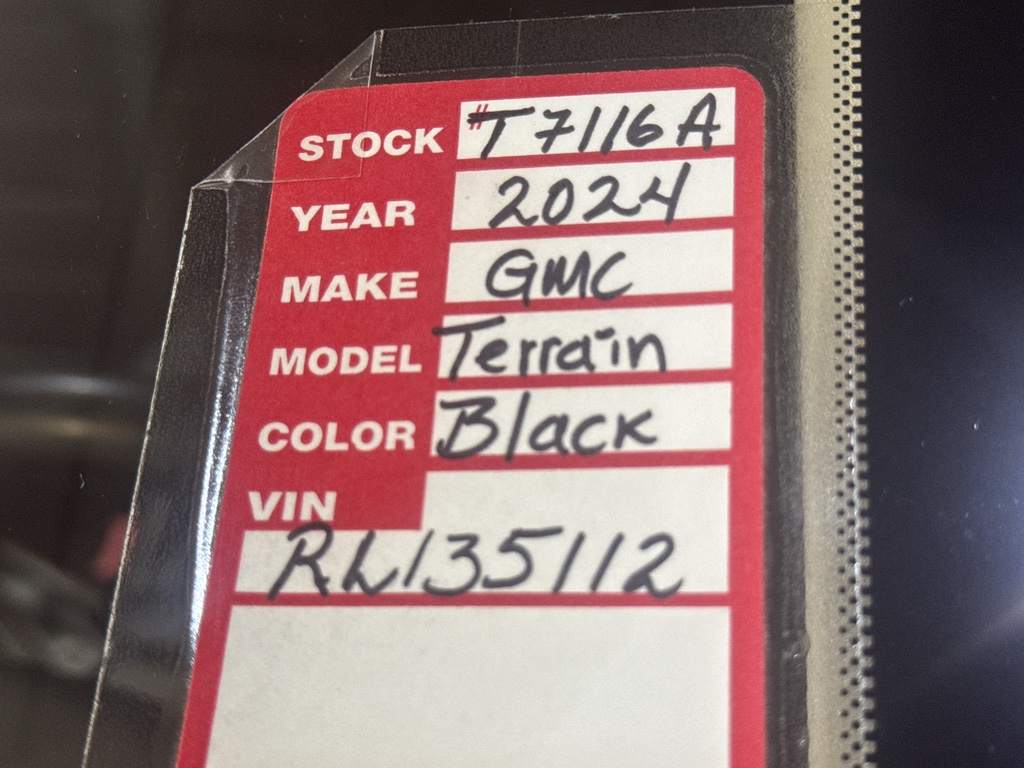 STOCK #T7116A
YEAR 2024
MAKE GMC
MODEL Terrain
COLOR Black
VIN
RL135112